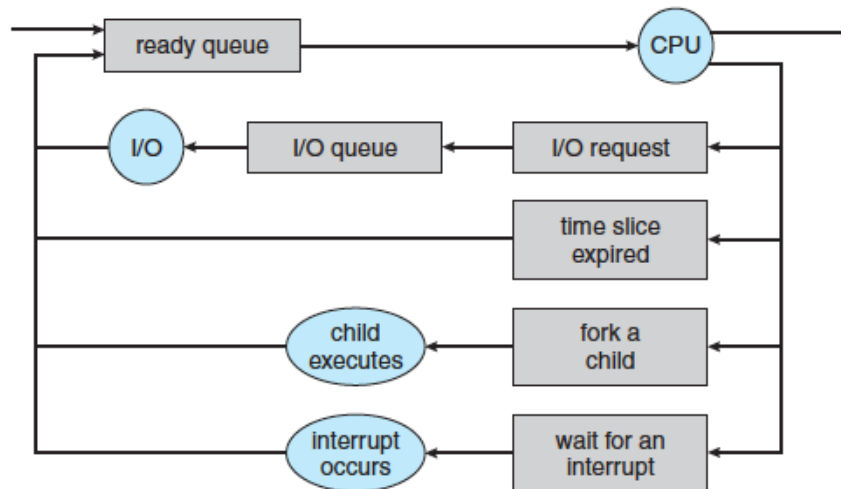 ready queue
CPU
I/O
I/O queue
I/O request
time slice
expired
child
executes
fork a
child
interrupt
occurs
wait for an
interrupt